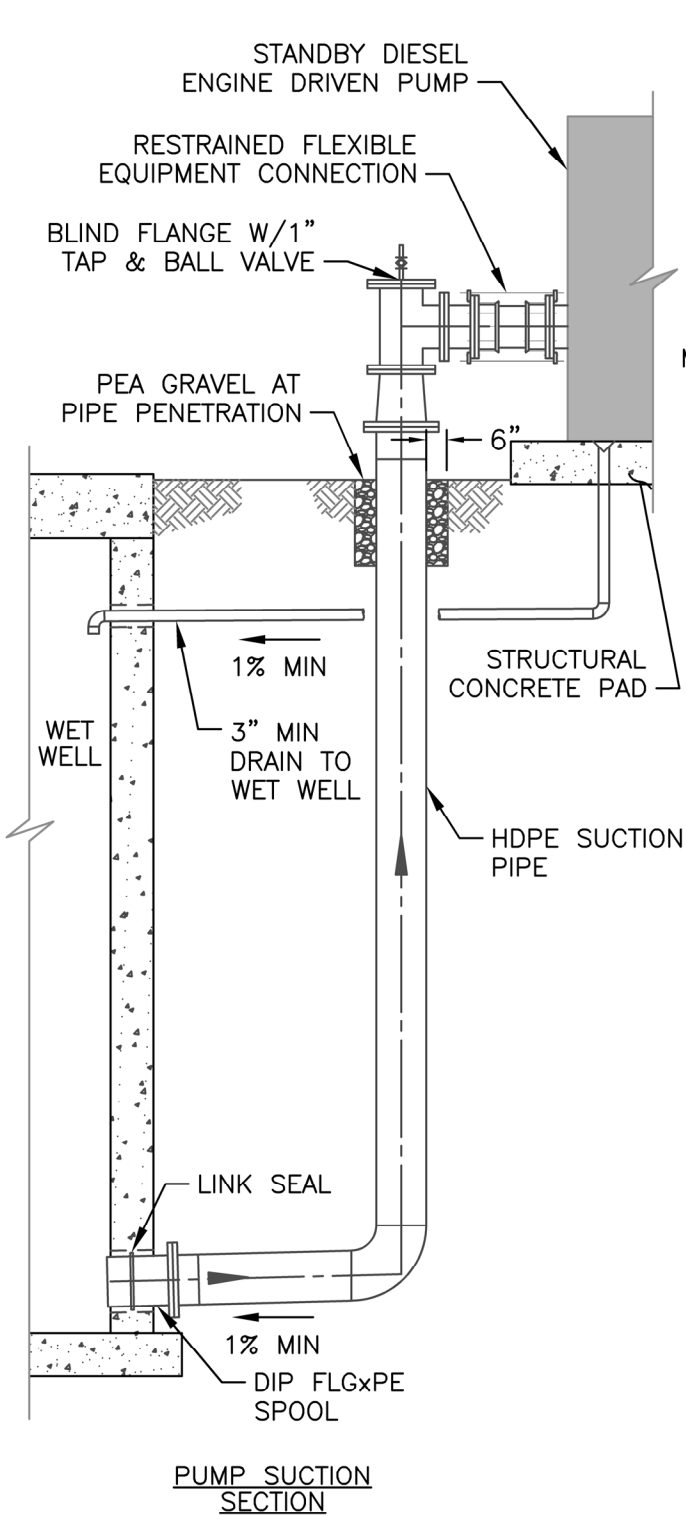 STANDBY DIESEL
ENGINE DRIVEN PUMP
RESTRAINED FLEXIBLE
EQUIPMENT CONNECTION
BLIND FLANGE W/1"
TAP & BALL VALVE
PEA GRAVEL AT
PIPE PENETRATION
6"
1% MIN
STRUCTURAL
CONCRETE PAD
WET
WELL
3" MIN
DRAIN TO
WET WELL
HDPE SUCTION
PIPE
LINK SEAL
1% MIN
DIP FLGxPE
SPOOL
PUMP SUCTION
SECTION